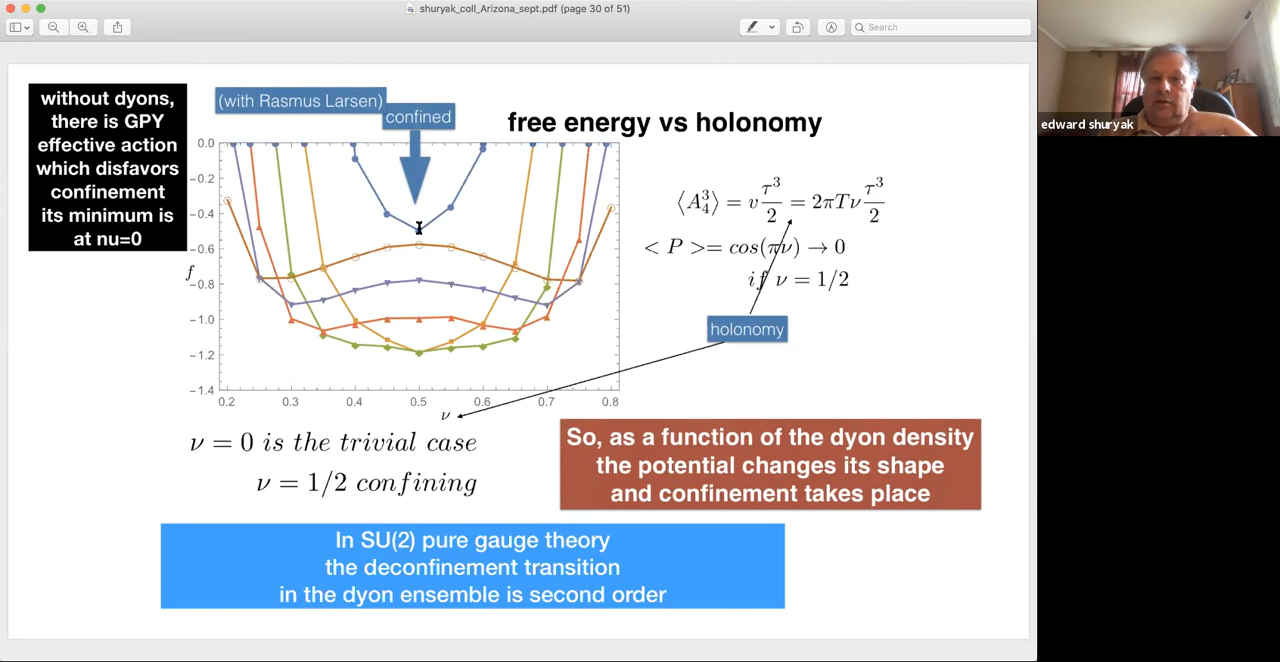 shuryak_coll_Arizona_sept.pdf (page 30 of 51)
Search
without dyons,
there is GPY
effective action
which disfavors
confinement
its minimum is
at nu=0
(with Rasmus Larsen)
confined
free energy vs holonomy
0.0
−0.2
−0.4
−0.6
−0.8
−1.0
−1.2
−1.4
f
0.2 0.3 0.4 0.5 0.6 0.7 0.8
ν
⟨A₄³⟩ = v τ³/2 = 2πTν τ³/2
< P >= cos(πν) → 0
if ν = 1/2
holonomy
ν = 0 is the trivial case
ν = 1/2 confining
So, as a function of the dyon density
the potential changes its shape
and confinement takes place
In SU(2) pure gauge theory
the deconfinement transition
in the dyon ensemble is second order
edward shuryak